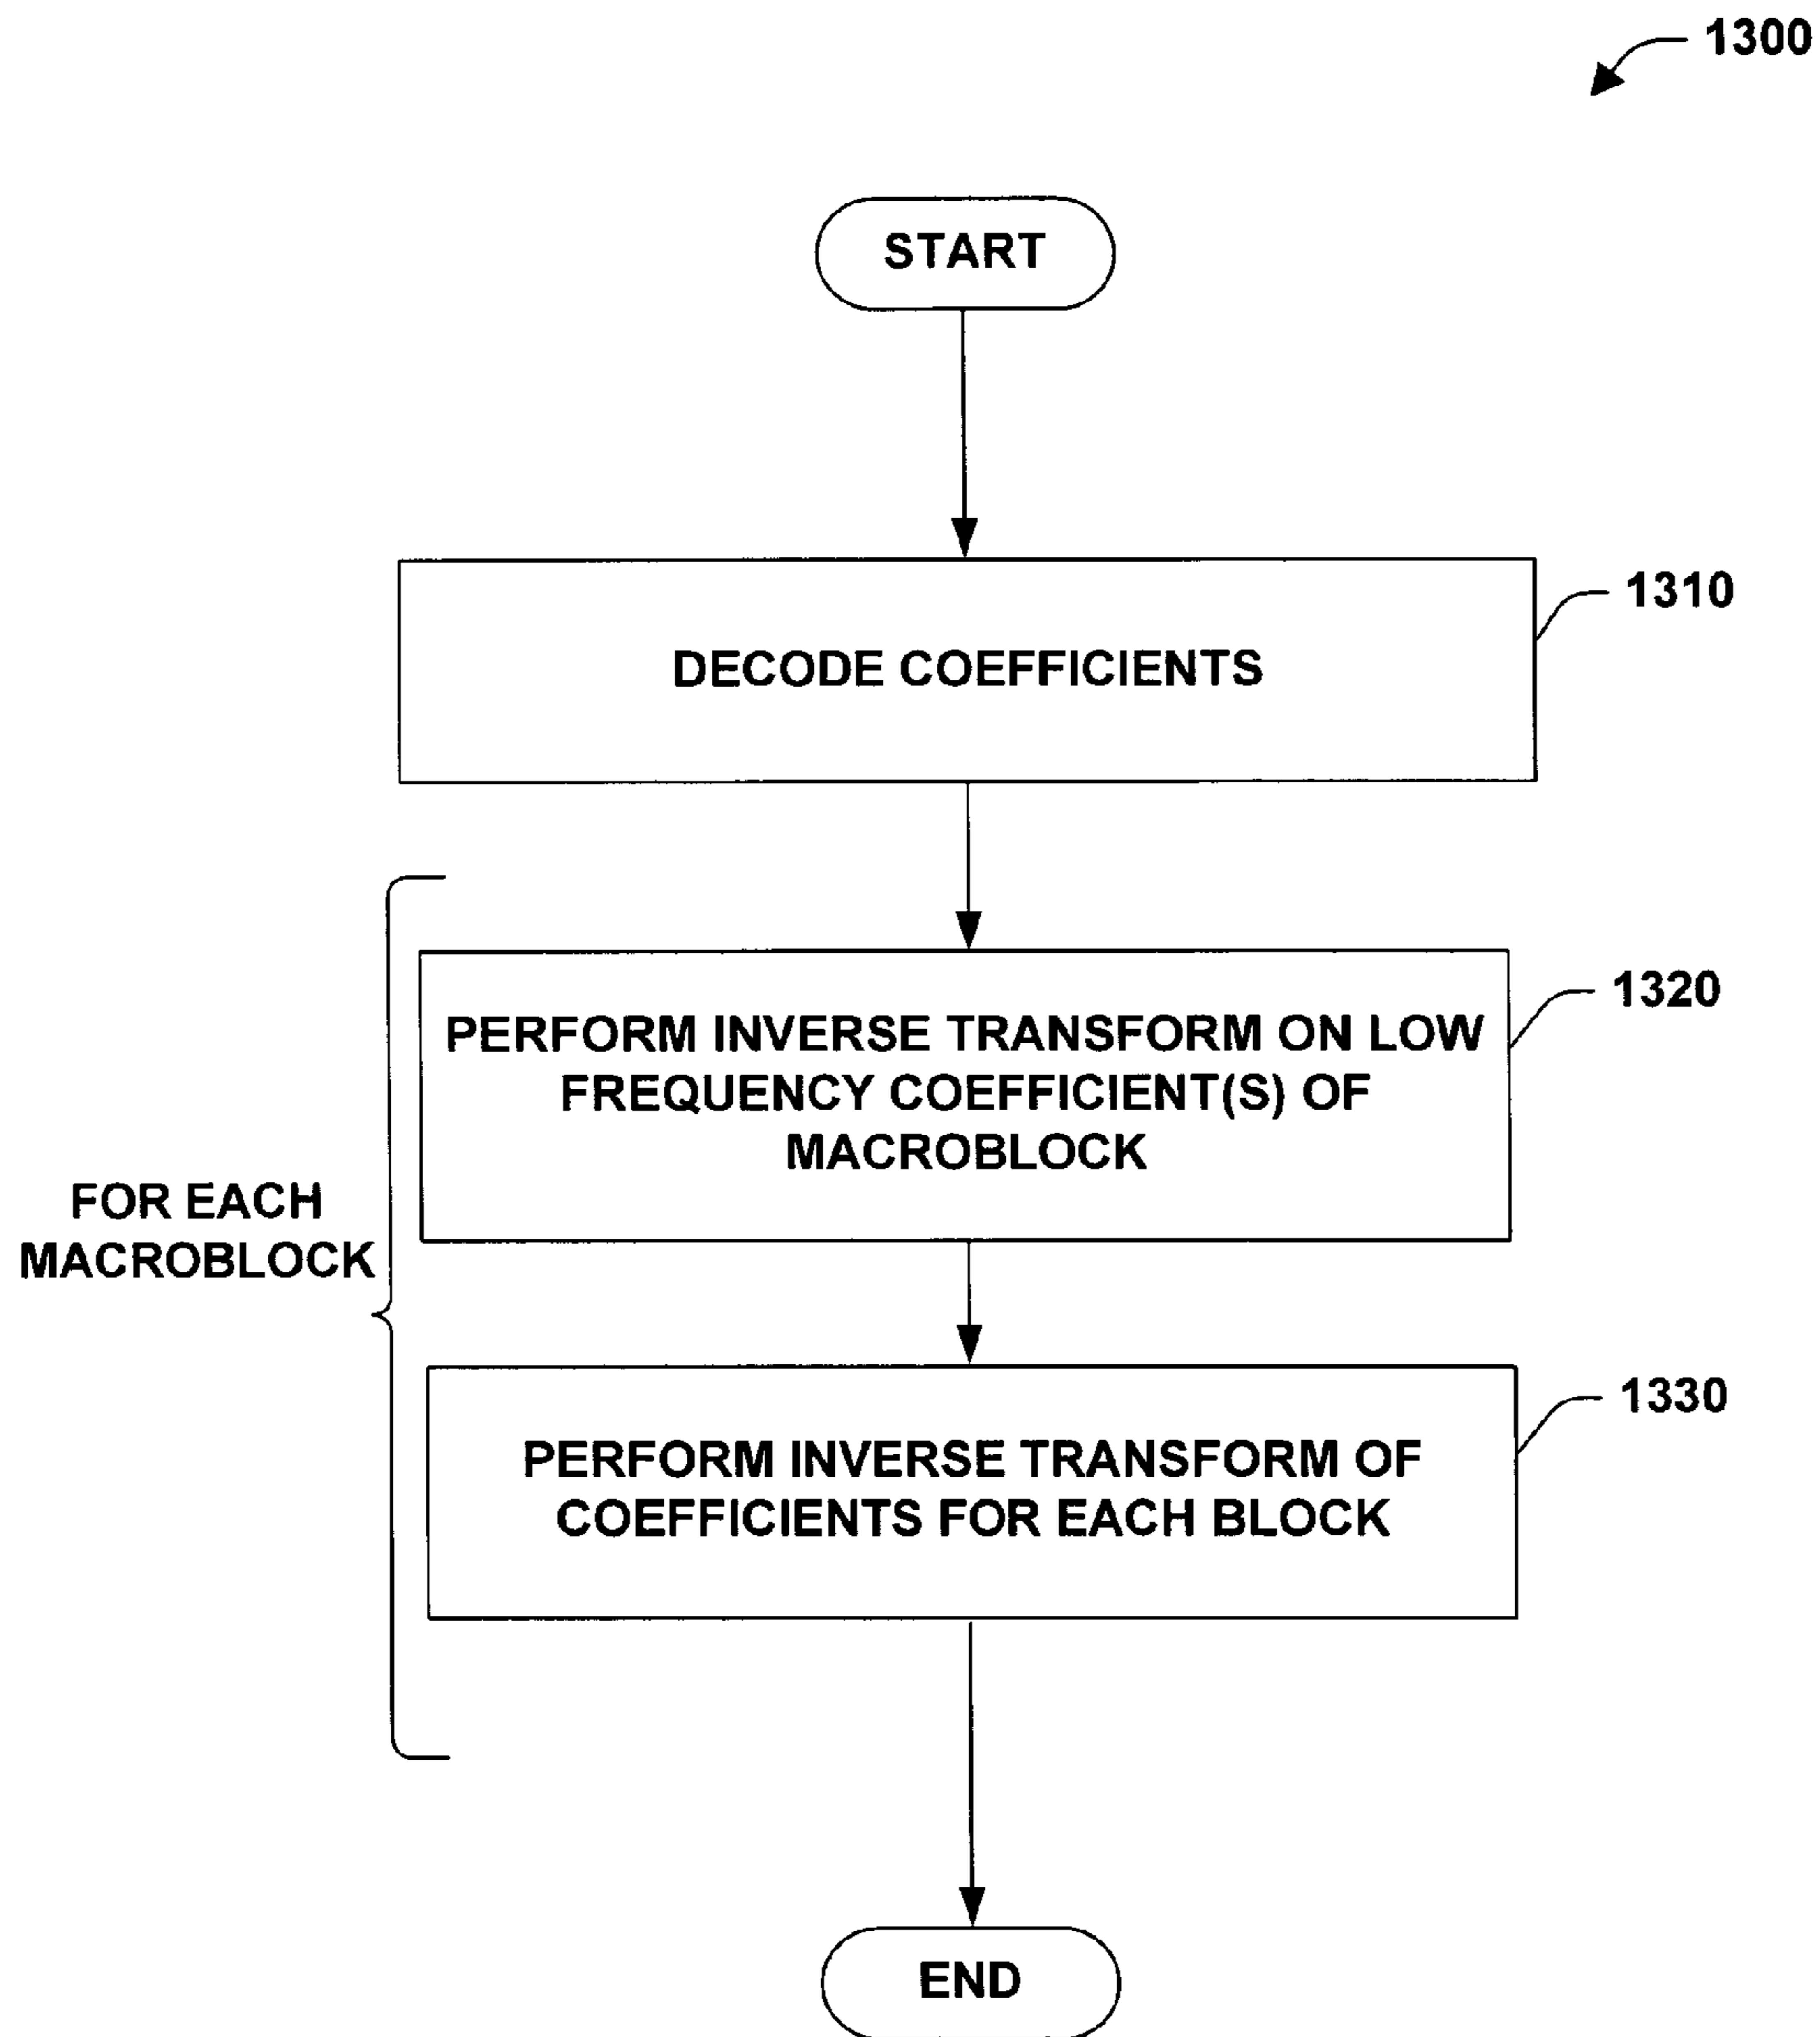 1300
START
1310
DECODE COEFFICIENTS
1320
PERFORM INVERSE TRANSFORM ON LOW
FREQUENCY COEFFICIENT(S) OF
MACROBLOCK
FOR EACH
MACROBLOCK
1330
PERFORM INVERSE TRANSFORM OF
COEFFICIENTS FOR EACH BLOCK
END